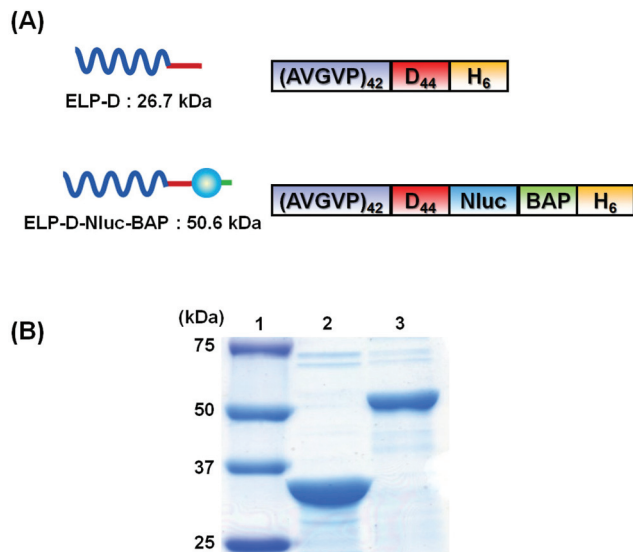 (A)
(AVGVP)42 D44 H6
ELP-D : 26.7 kDa
(AVGVP)42 D44 Nluc BAP H6
ELP-D-Nluc-BAP : 50.6 kDa
(B)
(kDa) 1 2 3
75
50
37
25